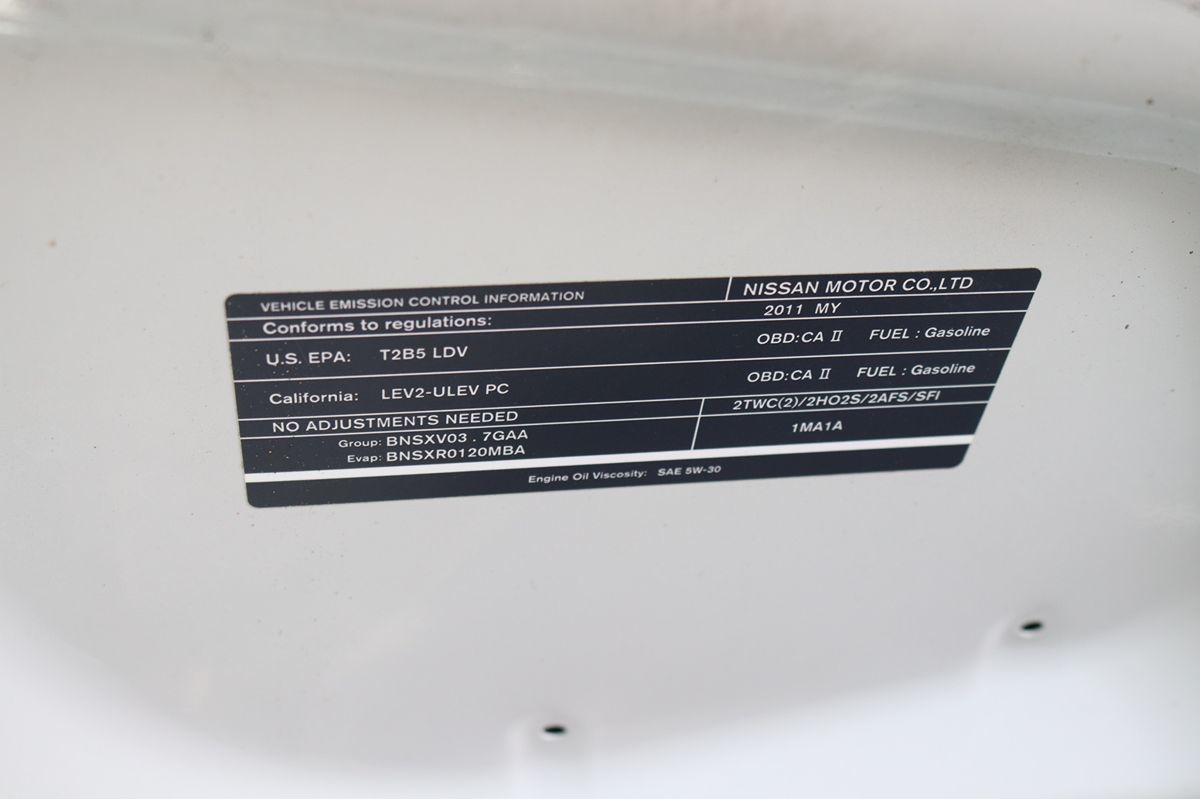 VEHICLE EMISSION CONTROL INFORMATION NISSAN MOTOR CO.,LTD
Conforms to regulations: 2011 MY
U.S. EPA: T2B5 LDV OBD:CA II FUEL : Gasoline
California: LEV2-ULEV PC OBD:CA II FUEL : Gasoline
NO ADJUSTMENTS NEEDED 2TWC(2)/2HO2S/2AFS/SFI
Group: BNSXV03 . 7GAA 1MA1A
Evap: BNSXR0120MBA
Engine Oil Viscosity: SAE 5W-30